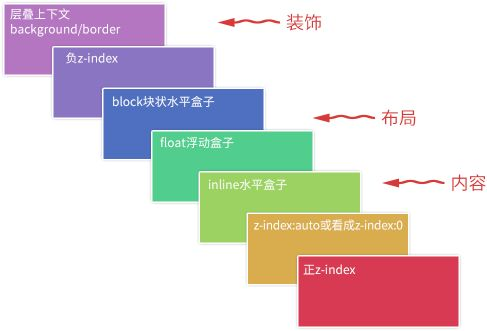 层叠上下文
background/border
装饰
负z-index
block块状水平盒子
布局
float浮动盒子
inline水平盒子
内容
z-index:auto或看成z-index:0
正z-index